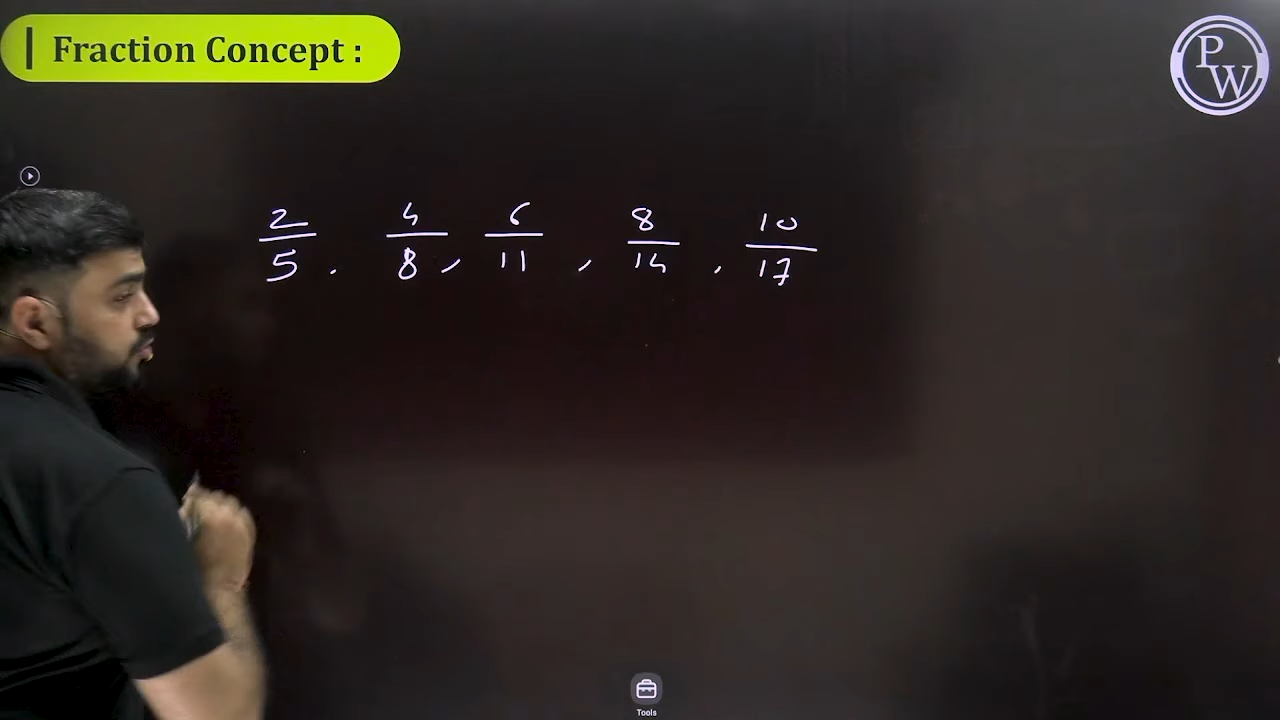 Fraction Concept :
PW
2/5 . 4/8, 6/11, 8/14, 10/17
Tools